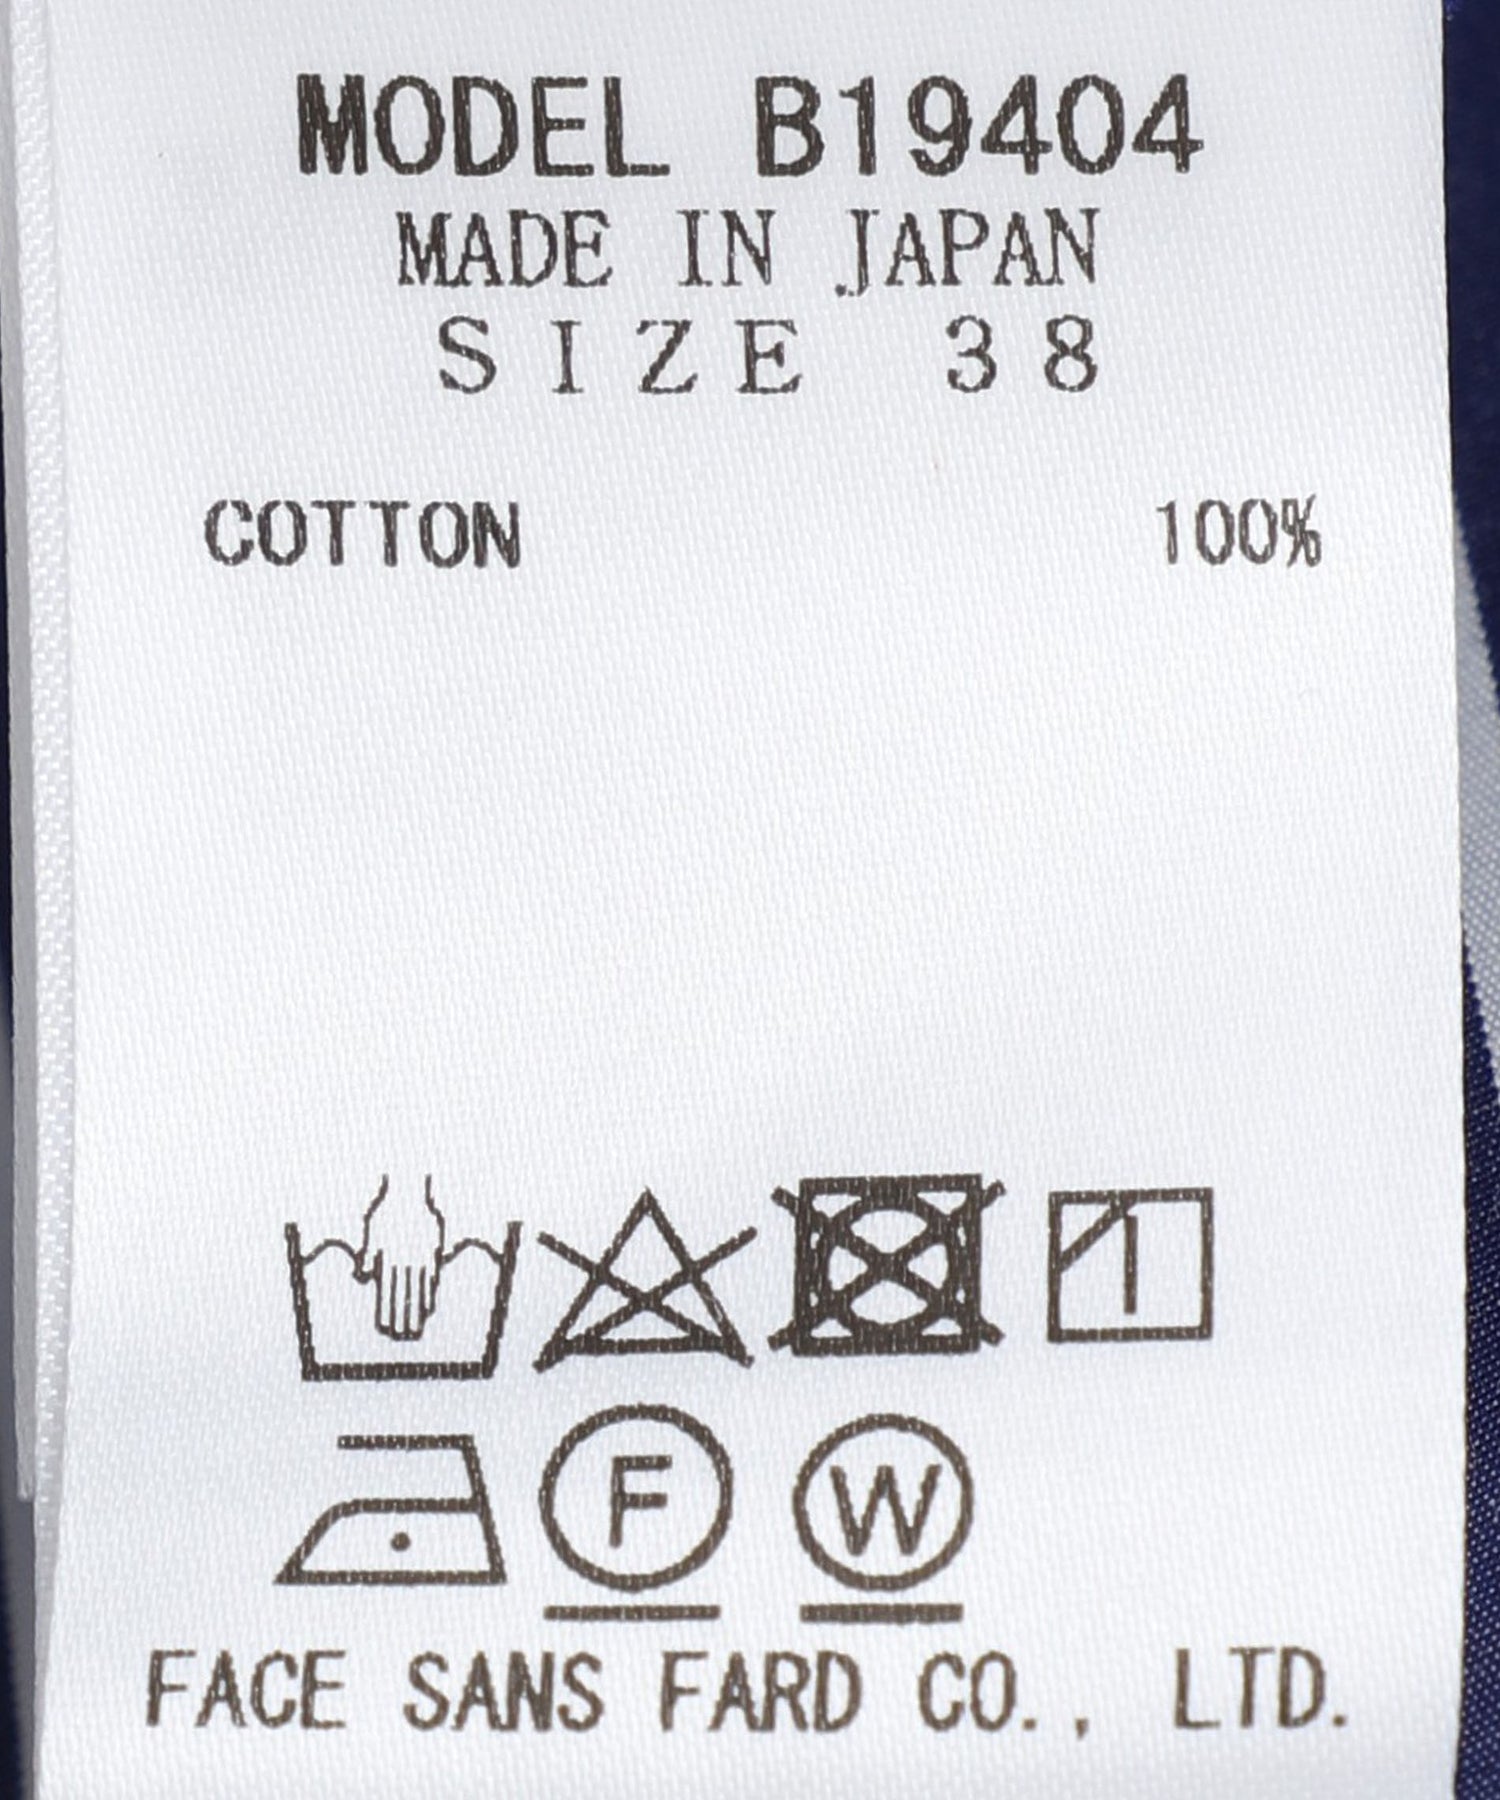 MODEL B19404
MADE IN JAPAN
SIZE 38
COTTON 100%
F W
FACE SANS FARD CO., LTD.